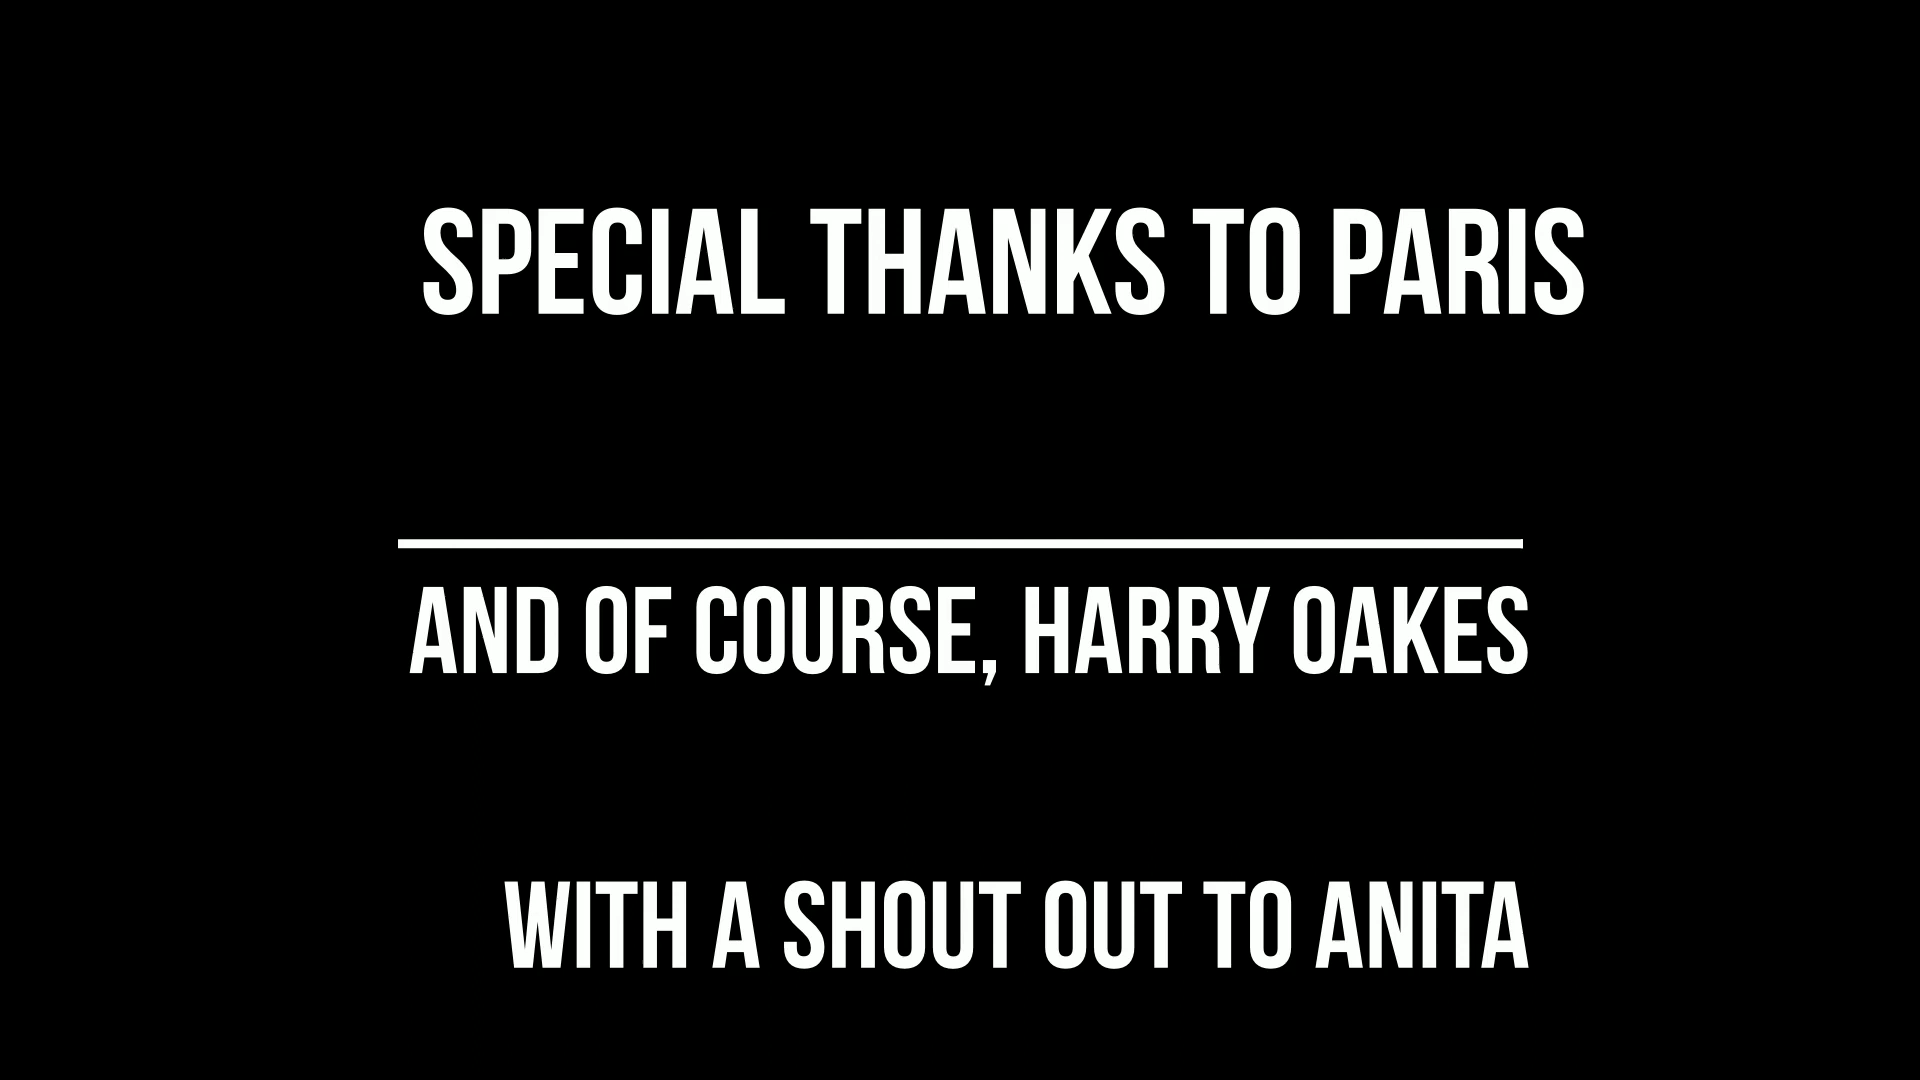 SPECIAL THANKS TO PARIS
AND OF COURSE, HARRY OAKES
WITH A SHOUT OUT TO ANITA